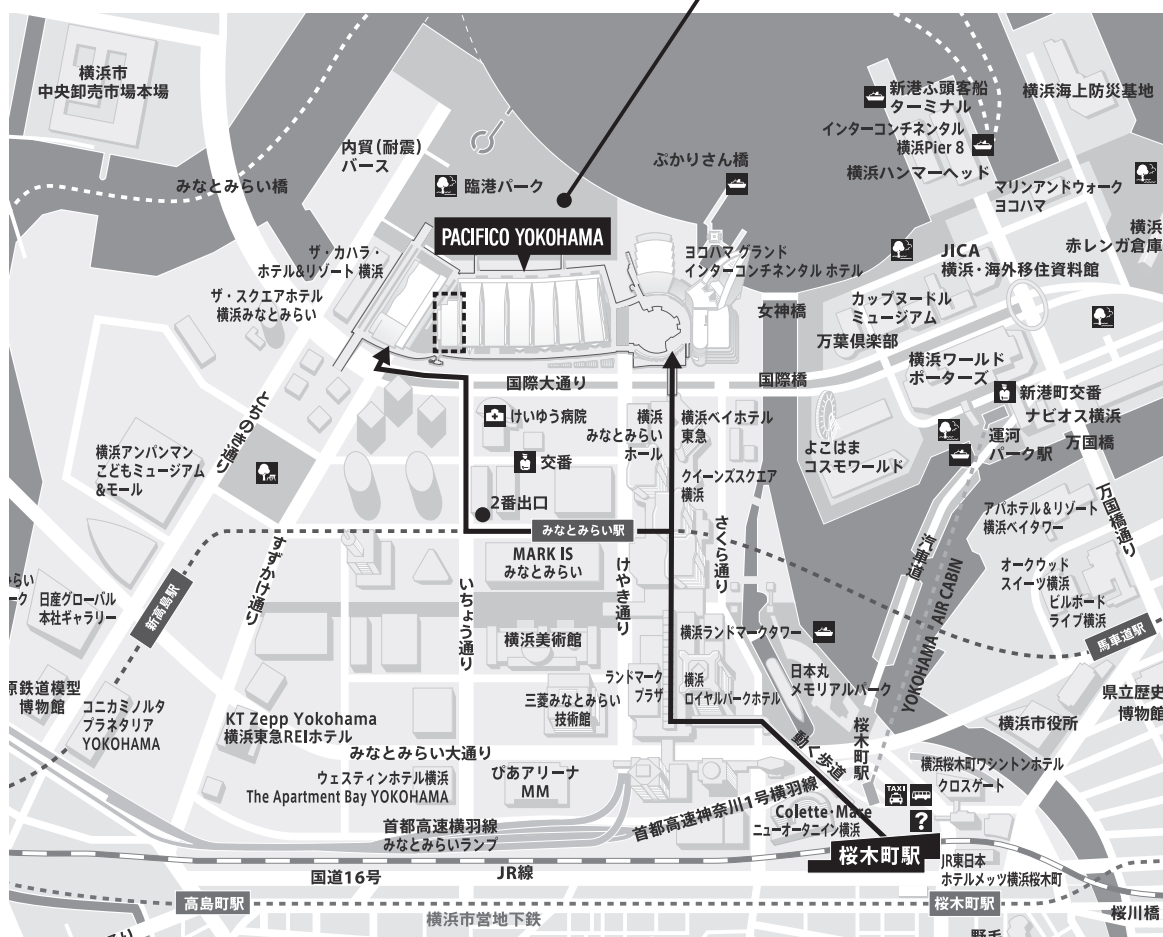 横浜市
中央卸売市場本場
みなとみらい橋
内貿(耐震)
バース
臨港パーク
ぷかりさん橋
新港ふ頭客船
ターミナル
インターコンチネンタル
横浜Pier 8
横浜ハンマーヘッド
横浜海上防災基地
マリンアンドウォーク
ヨコハマ
横浜
赤レンガ倉庫
JICA
横浜・海外移住資料館
PACIFICO YOKOHAMA
ザ・カハラ・
ホテル&リゾート 横浜
ザ・スクエアホテル
横浜みなとみらい
ヨコハマ グランド
インターコンチネンタル ホテル
女神橋
カップヌードル
ミュージアム
万葉倶楽部
横浜ワールド
ポーターズ
国際大通り
国際橋
新港町交番
ナビオス横浜
運河
パーク駅
万国橋
とちのき通り
けいゆう病院
交番
2番出口
横浜
みなとみらい
ホール
横浜ベイホテル
東急
クイーンズスクエア
横浜
よこはま
コスモワールド
横浜アンパンマン
こどもミュージアム
&モール
アパホテル&リゾート
横浜ベイタワー
万国橋通り
みなとみらい駅
さくら通り
汽車道
YOKOHAMA AIR CABIN
MARK IS
みなとみらい
けやき通り
いちょう通り
すずかけ通り
オークウッド
スイーツ横浜
ビルボード
ライブ横浜
馬車道駅
らい
ーク
日産グローバル
本社ギャラリー
新高島駅
横浜美術館
横浜ランドマークタワー
ランドマーク
プラザ
横浜
ロイヤルパークホテル
日本丸
メモリアルパーク
三菱みなとみらい
技術館
原鉄道模型
博物館
コニカミノルタ
プラネタリア
YOKOHAMA
KT Zepp Yokohama
横浜東急REIホテル
みなとみらい大通り
動く歩道
桜木町駅
横浜市役所
県立歴史
博物館
ウェスティンホテル横浜
The Apartment Bay YOKOHAMA
ぴあアリーナ
MM
横浜桜木町ワシントンホテル
クロスゲート
TAXI
?
首都高速神奈川1号横羽線
Colette・Mare
ニューオータニイン横浜
首都高速横羽線
みなとみらいランプ
桜木町駅
JR東日本
ホテルメッツ横浜桜木町
国道16号
JR線
高島町駅
横浜市営地下鉄
桜木町駅
桜川橋
野毛